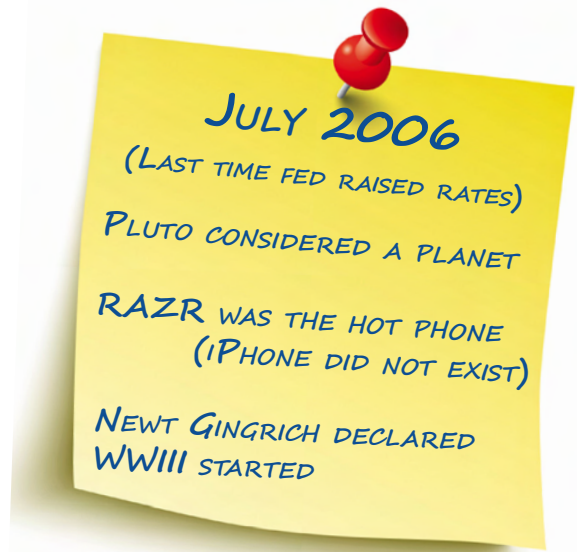 July 2006
(Last time fed raised rates)
Pluto considered a planet
RAZR was the hot phone
(iPhone did not exist)
Newt Gingrich declared
WWIII started